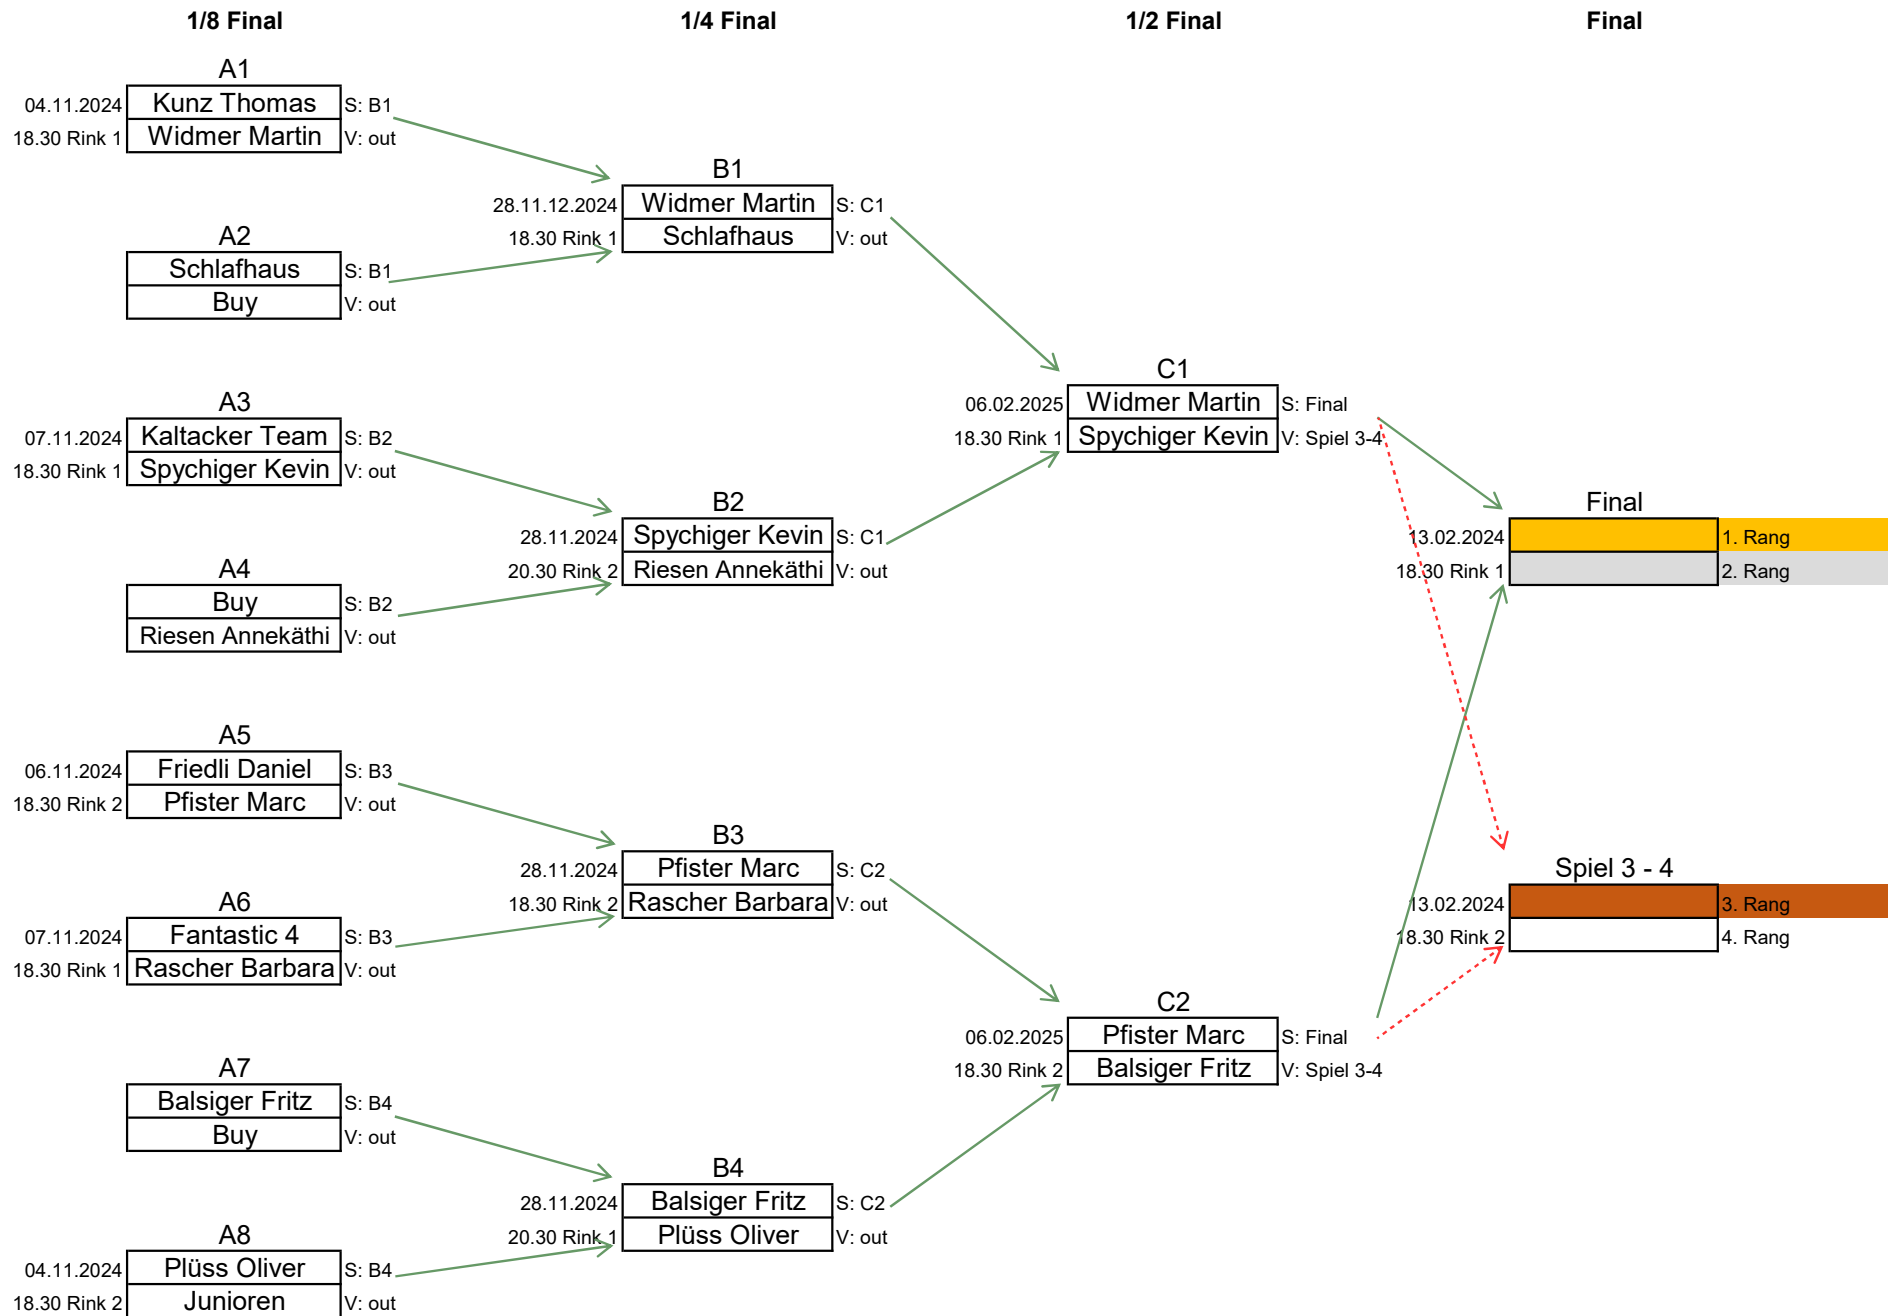 1/8 Final
1/4 Final
1/2 Final
Final
A1
04.11.2024 Kunz Thomas S: B1
18.30 Rink 1 Widmer Martin V: out
A2
Schlafhaus S: B1
Buy V: out
A3
07.11.2024 Kaltacker Team S: B2
18.30 Rink 1 Spychiger Kevin V: out
A4
Buy S: B2
Riesen Annekäthi V: out
A5
06.11.2024 Friedli Daniel S: B3
18.30 Rink 2 Pfister Marc V: out
A6
07.11.2024 Fantastic 4 S: B3
18.30 Rink 1 Rascher Barbara V: out
A7
Balsiger Fritz S: B4
Buy V: out
A8
04.11.2024 Plüss Oliver S: B4
18.30 Rink 2 Junioren V: out
B1
28.11.12.2024 Widmer Martin S: C1
18.30 Rink 1 Schlafhaus V: out
B2
28.11.2024 Spychiger Kevin S: C1
20.30 Rink 2 Riesen Annekäthi V: out
B3
28.11.2024 Pfister Marc S: C2
18.30 Rink 2 Rascher Barbara V: out
B4
28.11.2024 Balsiger Fritz S: C2
20.30 Rink 1 Plüss Oliver V: out
C1
06.02.2025 Widmer Martin S: Final
18.30 Rink 1 Spychiger Kevin V: Spiel 3-4
C2
06.02.2025 Pfister Marc S: Final
18.30 Rink 2 Balsiger Fritz V: Spiel 3-4
Final
13.02.2024 1. Rang
18.30 Rink 1 2. Rang
Spiel 3 - 4
13.02.2024 3. Rang
18.30 Rink 2 4. Rang